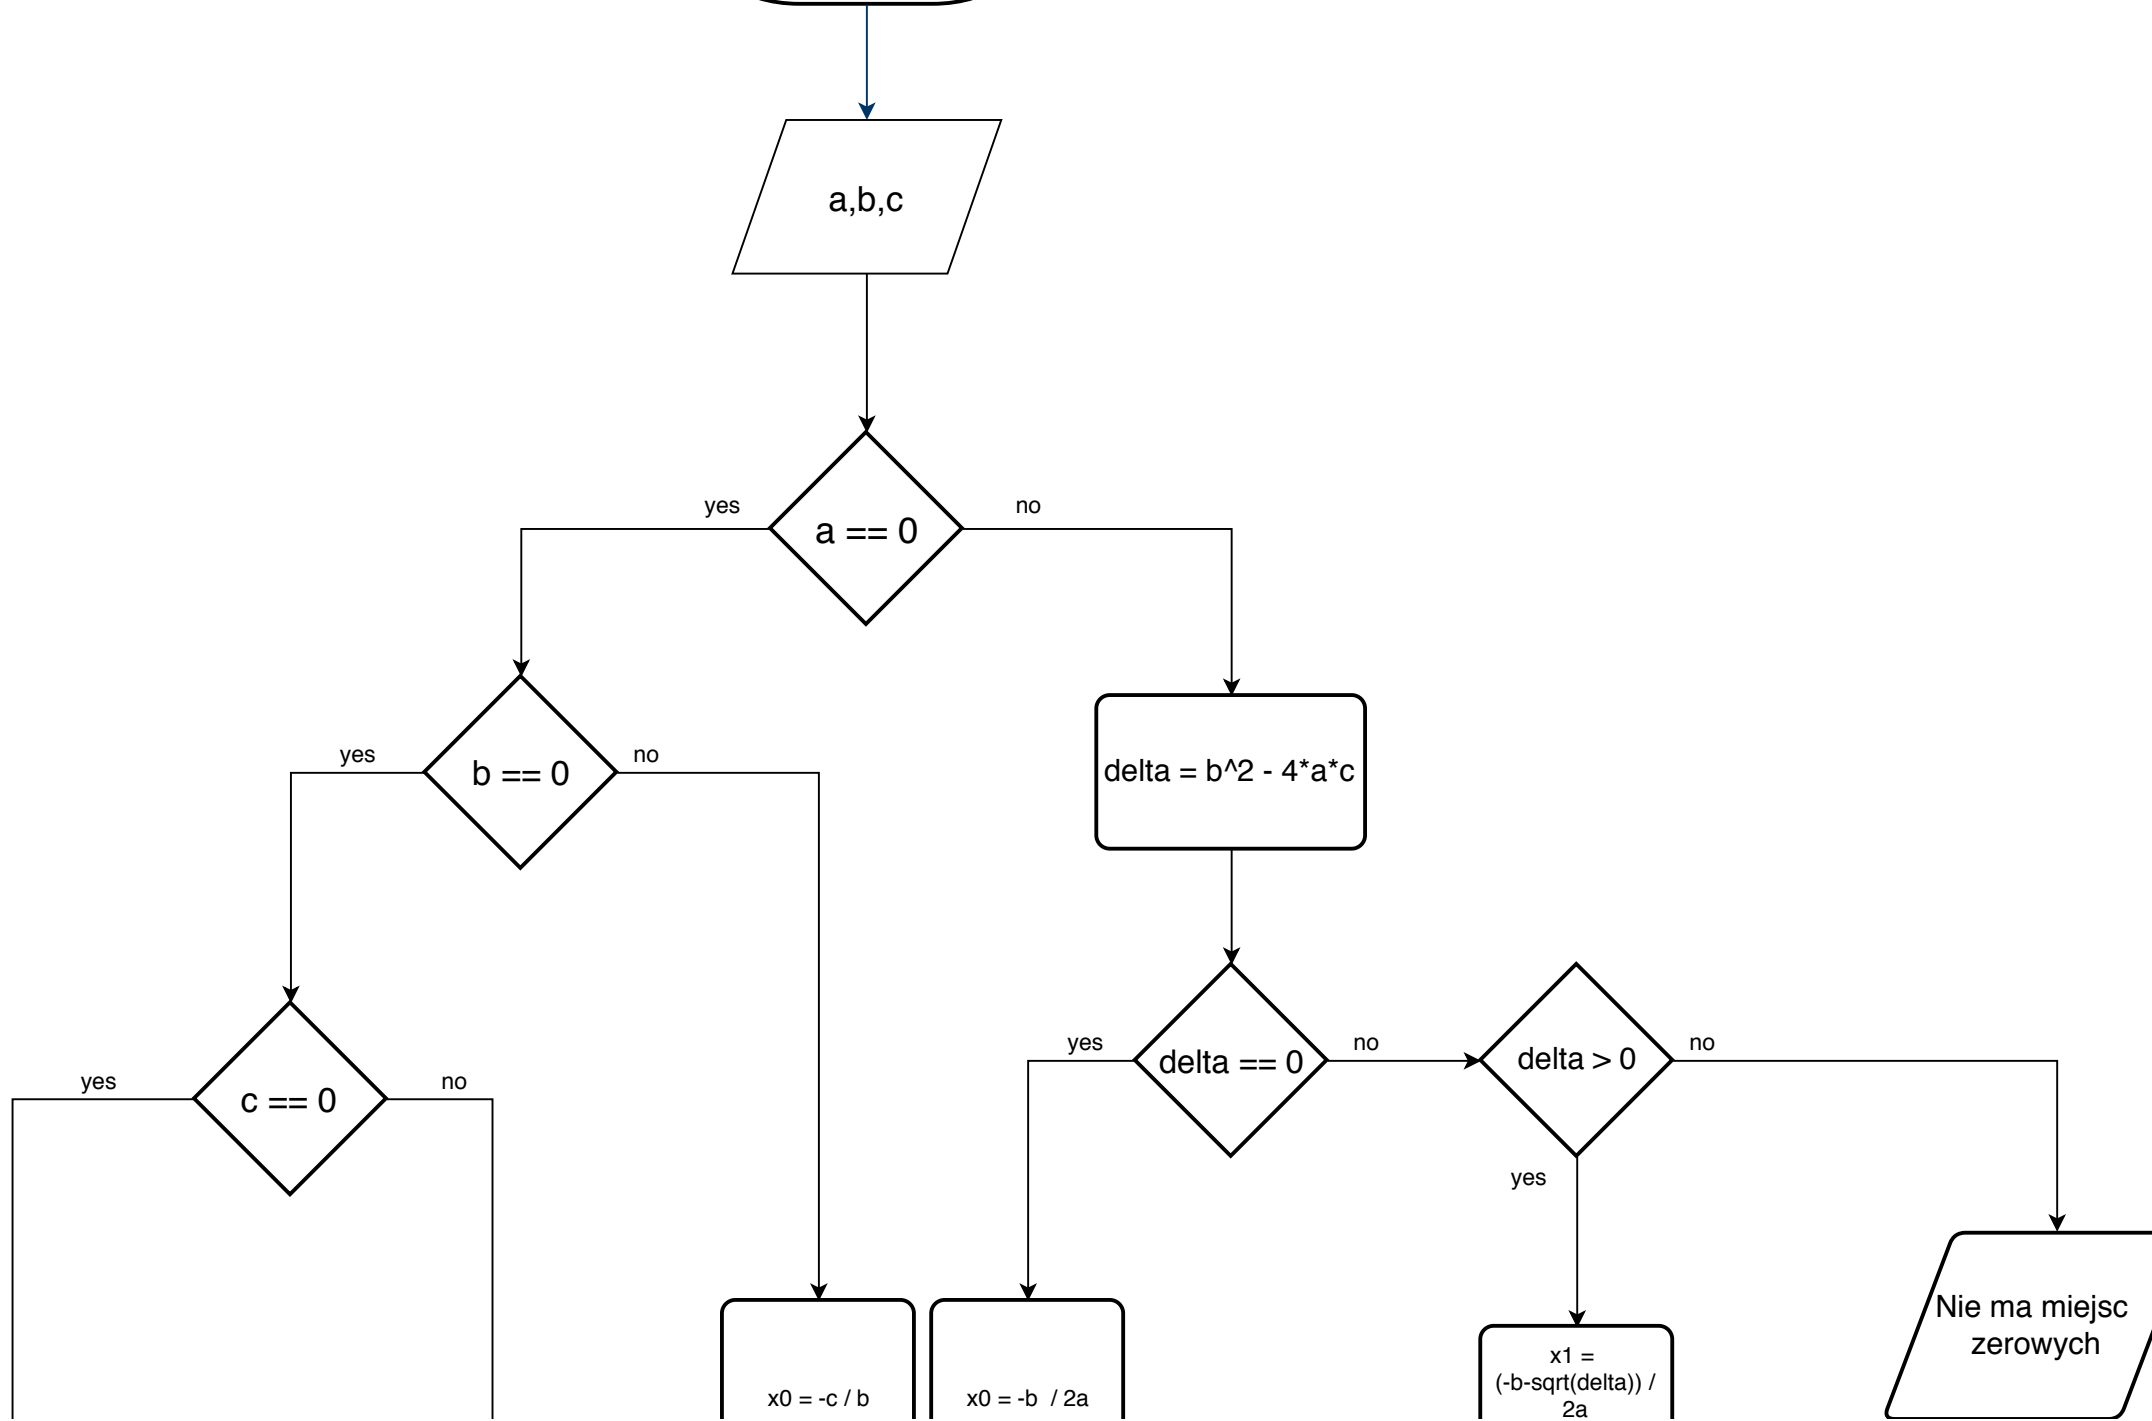 a,b,c
yes
no
a == 0
yes
no
b == 0
delta = b^2 - 4*a*c
yes
no
c == 0
yes
no
delta == 0
delta > 0
no
yes
x0 = -c / b
x0 = -b  / 2a
x1 =
(-b-sqrt(delta)) /
2a
Nie ma miejsc
zerowych